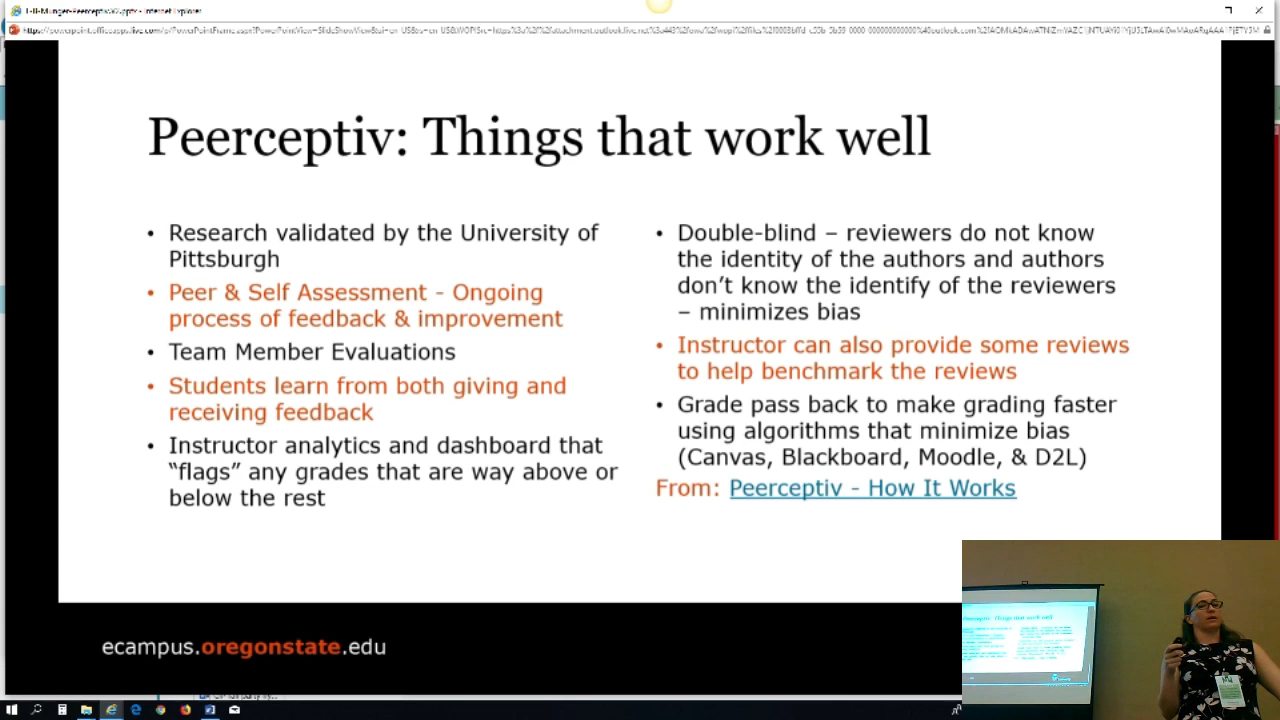 Peerceptiv: Things that work well
• Research validated by the University of
Pittsburgh
• Peer & Self Assessment - Ongoing
process of feedback & improvement
• Team Member Evaluations
• Students learn from both giving and
receiving feedback
• Instructor analytics and dashboard that
“flags” any grades that are way above or
below the rest
• Double-blind – reviewers do not know
the identity of the authors and authors
don’t know the identify of the reviewers
– minimizes bias
• Instructor can also provide some reviews
to help benchmark the reviews
• Grade pass back to make grading faster
using algorithms that minimize bias
(Canvas, Blackboard, Moodle, & D2L)
From: Peerceptiv - How It Works
ecampus.oregonstate.edu
Things that work well